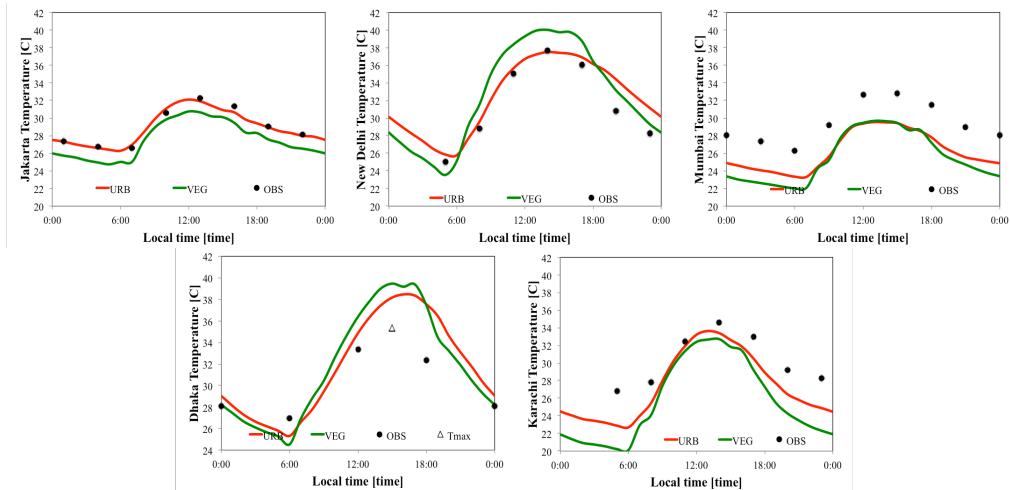 Jakarta Temperature [C]
42
40
38
36
34
32
30
28
26
24
22
20
URB VEG OBS
0:00 6:00 12:00 18:00 0:00
Local time [time]
New Delhi Temperature [C]
42
40
38
36
34
32
30
28
26
24
22
20
URB VEG OBS
0:00 6:00 12:00 18:00 0:00
Local time [time]
Mumbai Temperature [C]
42
40
38
36
34
32
30
28
26
24
22
20
URB VEG OBS
0:00 6:00 12:00 18:00 0:00
Local time [time]
Dhaka Temperature [C]
42
40
38
36
34
32
30
28
26
24
URB VEG OBS Tmax
0:00 6:00 12:00 18:00 0:00
Local time [time]
Karachi Temperature [C]
42
40
38
36
34
32
30
28
26
24
22
20
URB VEG OBS
0:00 6:00 12:00 18:00 0:00
Local time [time]